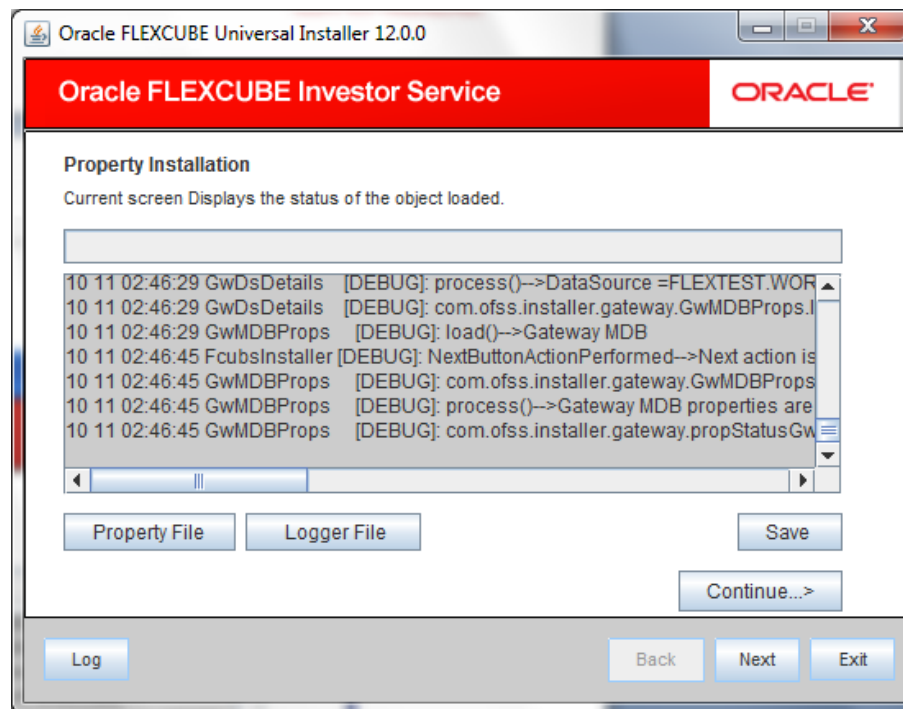 Oracle FLEXCUBE Universal Installer 12.0.0
Oracle FLEXCUBE Investor Service
ORACLE
Property Installation
Current screen Displays the status of the object loaded.
10 11 02:46:29 GwDsDetails [DEBUG]: process()-->DataSource =FLEXTEST.WOR
10 11 02:46:29 GwDsDetails [DEBUG]: com.ofss.installer.gateway.GwMDBProps.l
10 11 02:46:29 GwMDBProps [DEBUG]: load()-->Gateway MDB
10 11 02:46:45 FcubsInstaller [DEBUG]: NextButtonActionPerformed-->Next action is
10 11 02:46:45 GwMDBProps [DEBUG]: com.ofss.installer.gateway.GwMDBProps
10 11 02:46:45 GwMDBProps [DEBUG]: process()-->Gateway MDB properties are
10 11 02:46:45 GwMDBProps [DEBUG]: com.ofss.installer.gateway.propStatusGw
Property File Logger File Save
Continue...>
Log Back Next Exit